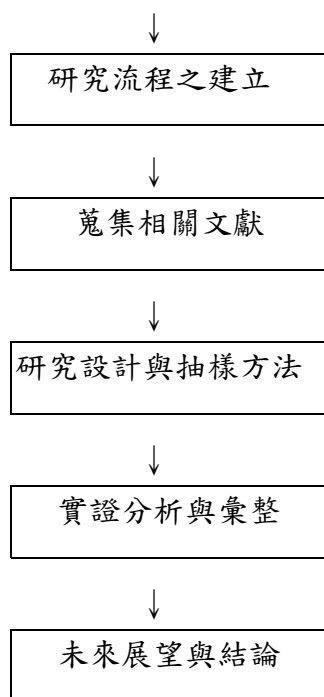 ↓
研究流程之建立
↓
蒐集相關文獻
↓
研究設計與抽樣方法
↓
實證分析與彙整
↓
未來展望與結論